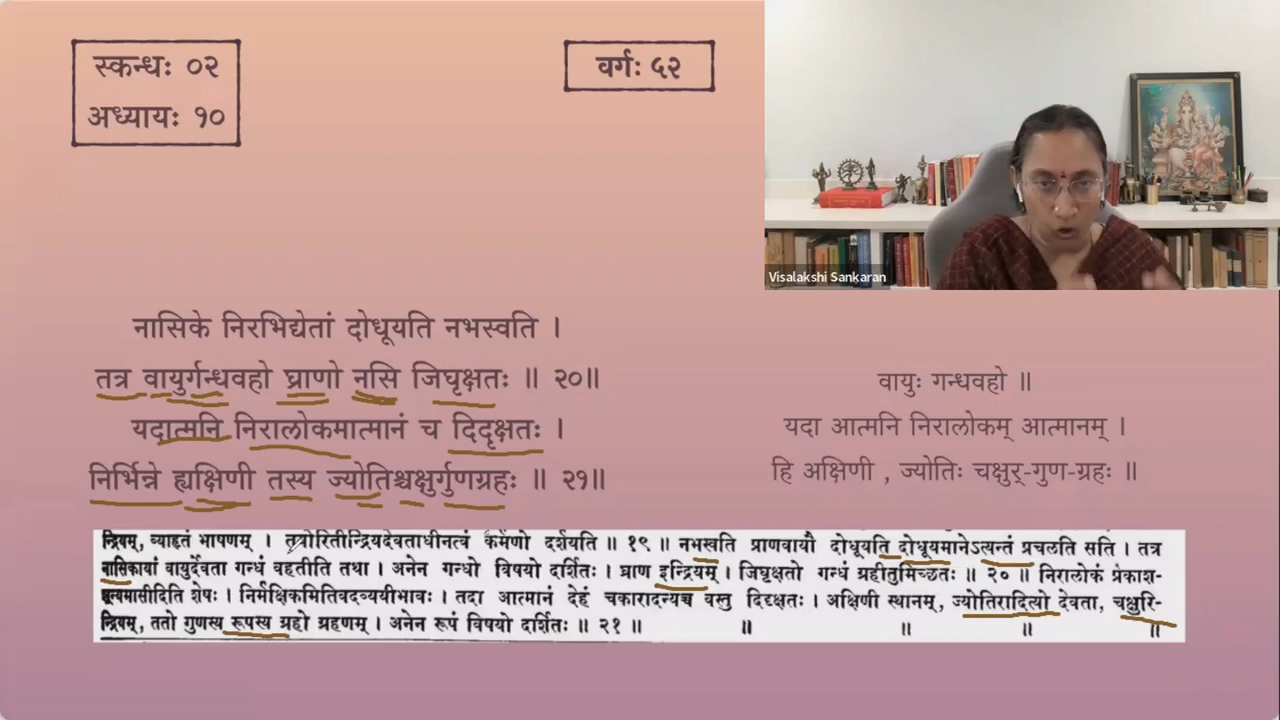 स्कन्धः ०२
अध्यायः १०
वर्गः ५२
Visalakshi Sankaran
नासिके निरभिद्येतां दोधूयति नभस्वति ।
तत्र वायुर्गन्धवहो घ्राणो नसि जिघृक्षतः ॥ २०॥
यदात्मनि निरालोकमात्मानं च दिदृक्षतः ।
निर्भिन्ने ह्यक्षिणी तस्य ज्योतिश्चक्षुर्गुणग्रहः ॥ २१॥
वायुः गन्धवहो ॥
यदा आत्मनि निरालोकम् आत्मानम् ।
हि अक्षिणी , ज्योतिः चक्षुर्-गुण-ग्रहः ॥
न्द्रियम्, व्याहृतं भाषणम् । तयोरितीन्द्रियदेवताधीनत्वं कर्मणो दर्शयति ॥ १९ ॥ नभस्वति प्राणवायौ दोधूयति दोधूयमानेऽत्यन्तं प्रचलति सति । तत्र
नासिकायां वायुर्देवता गन्धं वहतीति तथा । अनेन गन्धो विषयो दर्शितः । घ्राण इन्द्रियम् । जिघृक्षतो गन्धं ग्रहीतुमिच्छतः ॥ २० ॥ निरालोकं प्रकाश-
शून्यमासीदिति शेषः । निर्मक्षिकमितिवदव्ययीभावः । तदा आत्मानं देहं चकारादन्यच्च वस्तु दिदृक्षतः । अक्षिणी स्थानम्, ज्योतिरादित्यो देवता, चक्षुरि-
न्द्रियम्, ततो गुणस्य रूपस्य ग्रहो ग्रहणम् । अनेन रूपं विषयो दर्शितः ॥ २१ ॥ ॥ ॥ ॥ ॥